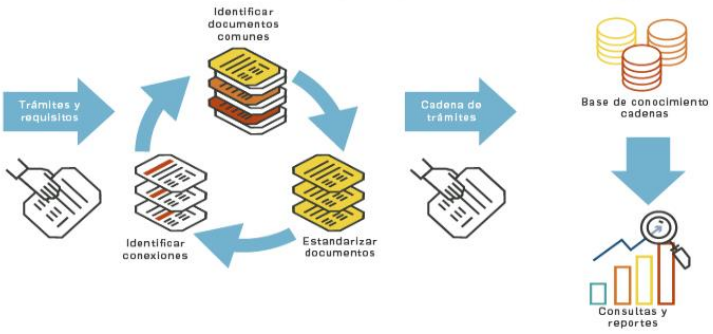 Identificar
documentos
comunes
Trámites y
requisitos
Cadena de
trámites
Base de conocimiento
cadenas
Identificar
conexiones
Estandarizar
documentos
Consultas y
reportes